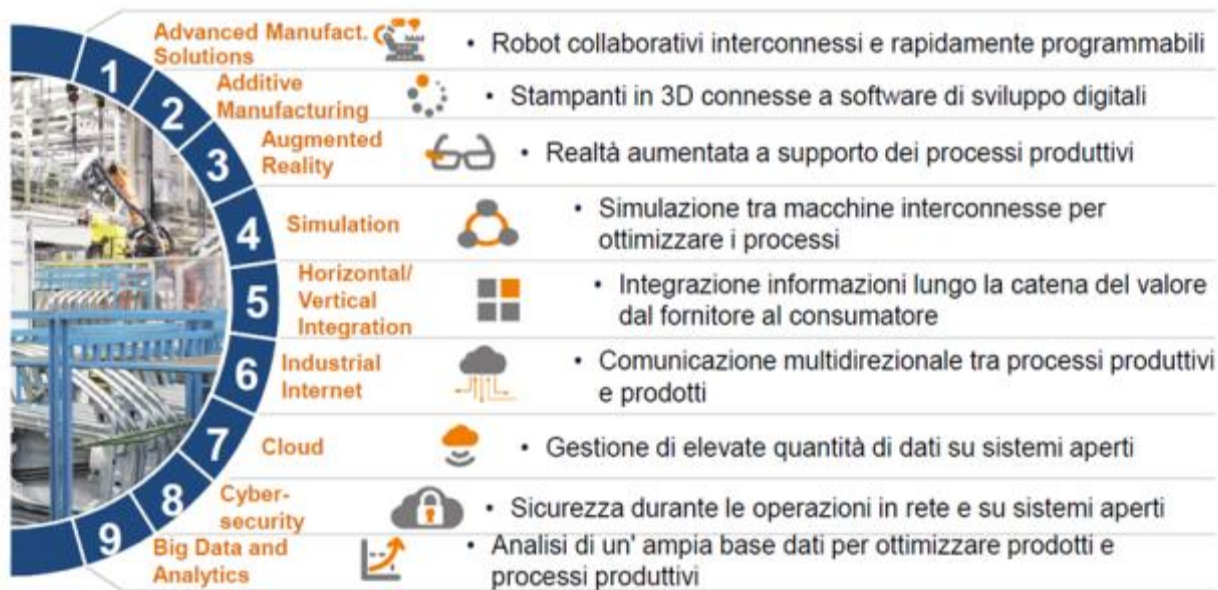 1
Advanced Manufact.
Solutions
• Robot collaborativi interconnessi e rapidamente programmabili
2
Additive
Manufacturing
• Stampanti in 3D connesse a software di sviluppo digitali
3
Augmented
Reality
• Realtà aumentata a supporto dei processi produttivi
4
Simulation
• Simulazione tra macchine interconnesse per
ottimizzare i processi
5
Horizontal/
Vertical
Integration
• Integrazione informazioni lungo la catena del valore
dal fornitore al consumatore
6
Industrial
Internet
• Comunicazione multidirezionale tra processi produttivi
e prodotti
7
Cloud
• Gestione di elevate quantità di dati su sistemi aperti
8
Cyber-
security
• Sicurezza durante le operazioni in rete e su sistemi aperti
9
Big Data and
Analytics
• Analisi di un' ampia base dati per ottimizzare prodotti e
processi produttivi